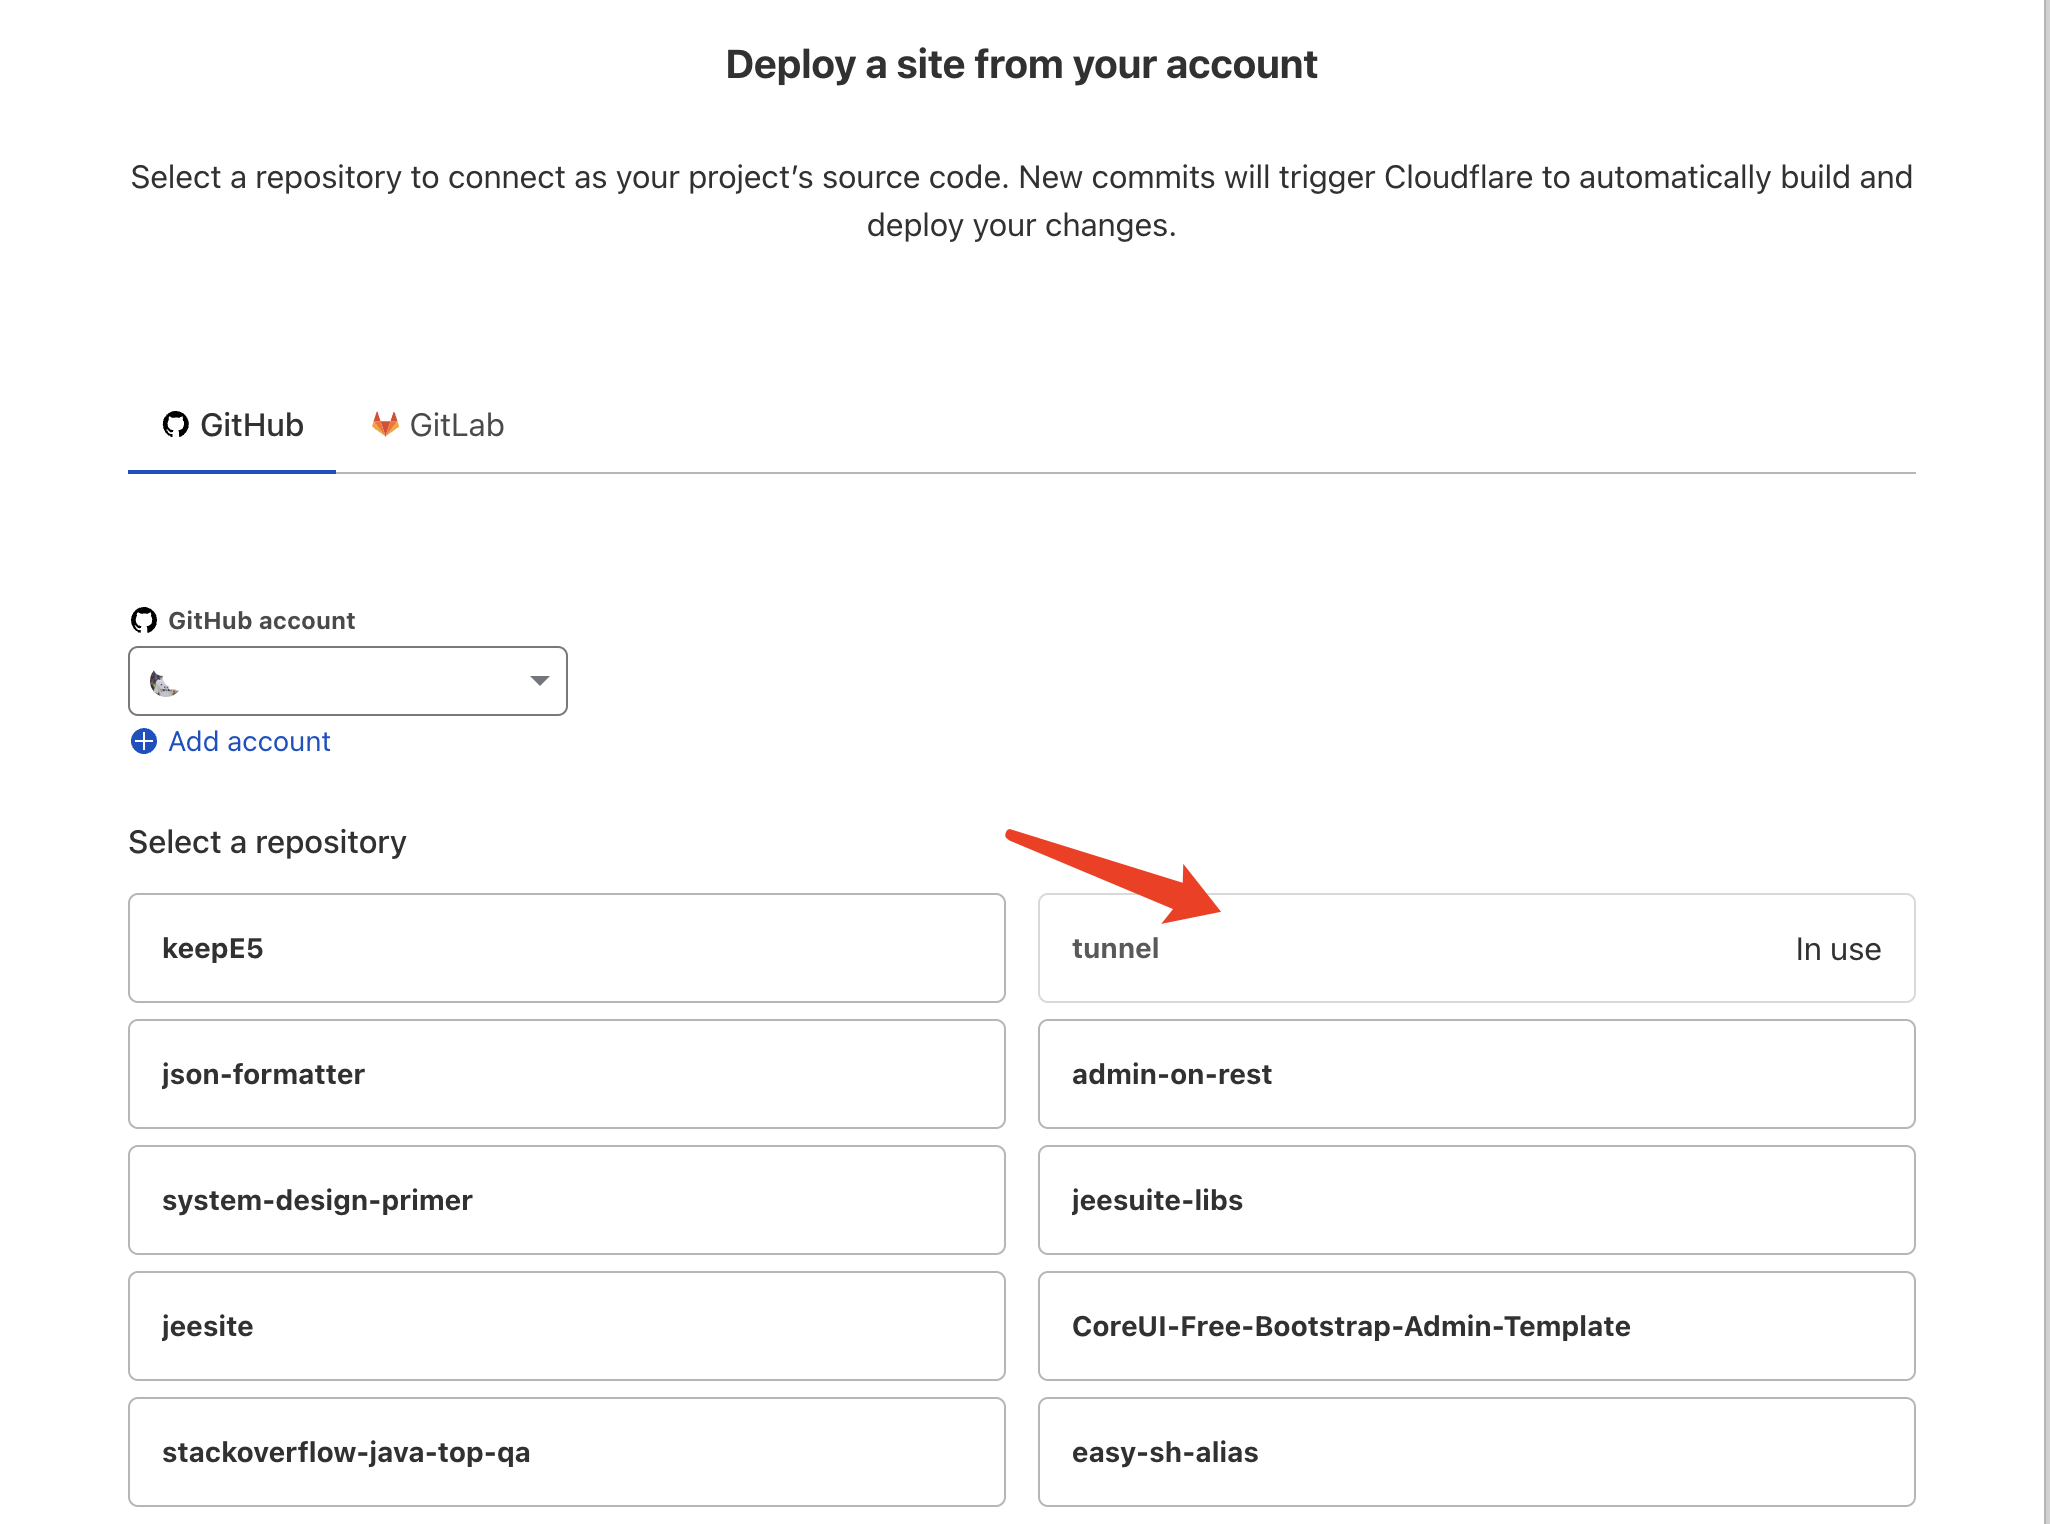 Deploy a site from your account
Select a repository to connect as your project's source code. New commits will trigger Cloudflare to automatically build and
deploy your changes.
GitHub
GitLab
GitHub account
Add account
Select a repository
keepE5
tunnel
In use
json-formatter
admin-on-rest
system-design-primer
jeesuite-libs
jeesite
CoreUI-Free-Bootstrap-Admin-Template
stackoverflow-java-top-qa
easy-sh-alias